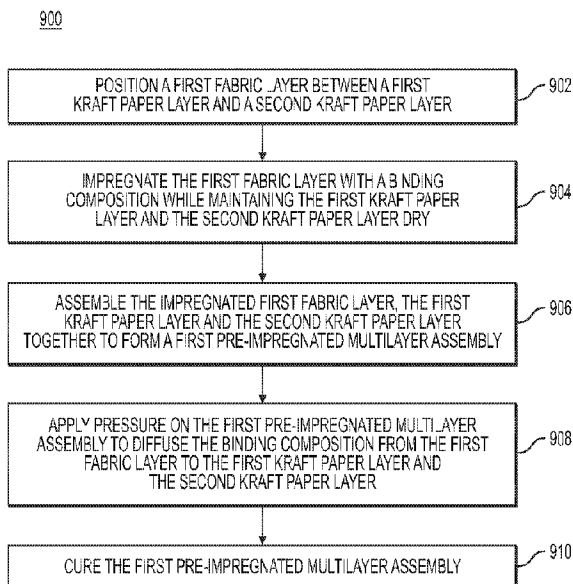 900
POSITION A FIRST FABRIC LAYER BETWEEN A FIRST
KRAFT PAPER LAYER AND A SECOND KRAFT PAPER LAYER
902
IMPREGNATE THE FIRST FABRIC LAYER WITH A BINDING
COMPOSITION WHILE MAINTAINING THE FIRST KRAFT PAPER
LAYER AND THE SECOND KRAFT PAPER LAYER DRY
904
ASSEMBLE THE IMPREGNATED FIRST FABRIC LAYER, THE FIRST
KRAFT PAPER LAYER AND THE SECOND KRAFT PAPER LAYER
TOGETHER TO FORM A FIRST PRE-IMPREGNATED MULTILAYER ASSEMBLY
906
APPLY PRESSURE ON THE FIRST PRE-IMPREGNATED MULTILAYER
ASSEMBLY TO DIFFUSE THE BINDING COMPOSITION FROM THE FIRST
FABRIC LAYER TO THE FIRST KRAFT PAPER LAYER AND
THE SECOND KRAFT PAPER LAYER
908
CURE THE FIRST PRE-IMPREGNATED MULTILAYER ASSEMBLY
910